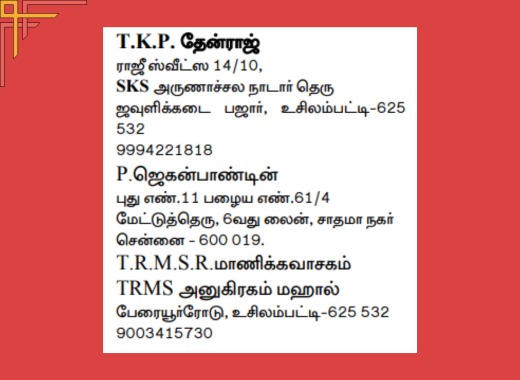 T.K.P. தேன்ராஜ்
ராஜீ ஸ்வீட்ஸ 14/10,
SKS அருணாச்சல நாடார் தெரு
ஜவுளிக்கடை பஜார், உசிலம்பட்டி-625
532
9994221818
P.ஜெகன்பாண்டின்
புது எண்.11 பழைய எண்.61/4
மேட்டுத்தெரு, 6வது லைன், சாதமா நகர்
சென்னை - 600 019.
T.R.M.S.R.மாணிக்கவாசகம்
TRMS அனுகிரகம் மஹால்
பேரையூர்ரோடு, உசிலம்பட்டி-625 532
9003415730